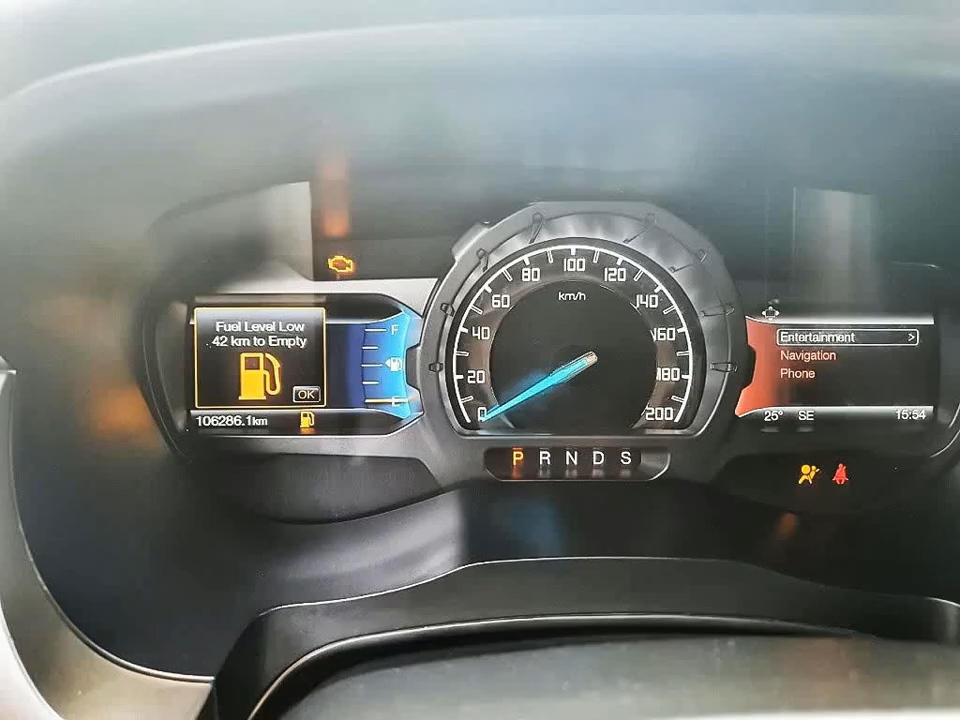 Fuel Level Low
42 km to Empty
OK
F
E
106286.1km
0
20
40
60
80
100
120
140
160
180
200
km/h
P R N D S
Entertainment >
Navigation
Phone
25° SE 15:54